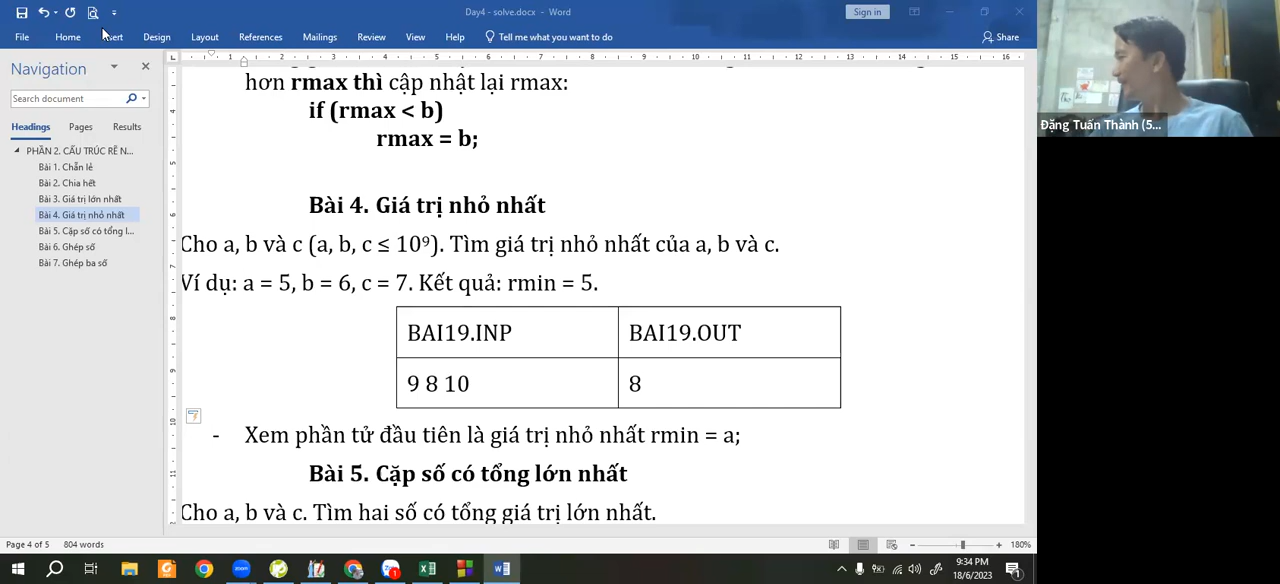 Day4 - solve.docx - Word
Sign in
File Home Insert Design Layout References Mailings Review View Help Tell me what you want to do Share
Navigation
Search document
Headings Pages Results
PHẦN 2. CẤU TRÚC RẼ N...
Bài 1. Chẵn lẻ
Bài 2. Chia hết
Bài 3. Giá trị lớn nhất
Bài 4. Giá trị nhỏ nhất
Bài 5. Cặp số có tổng l...
Bài 6. Ghép số
Bài 7. Ghép ba số
hơn rmax thì cập nhật lại rmax:
if (rmax < b)
rmax = b;
Bài 4. Giá trị nhỏ nhất
Cho a, b và c (a, b, c ≤ 10⁹). Tìm giá trị nhỏ nhất của a, b và c.
Ví dụ: a = 5, b = 6, c = 7. Kết quả: rmin = 5.
BAI19.INP BAI19.OUT
9 8 10 8
- Xem phần tử đầu tiên là giá trị nhỏ nhất rmin = a;
Bài 5. Cặp số có tổng lớn nhất
Cho a, b và c. Tìm hai số có tổng giá trị lớn nhất.
Đặng Tuấn Thành (5...
Page 4 of 5 804 words
180%
zoom
9:34 PM
18/6/2023